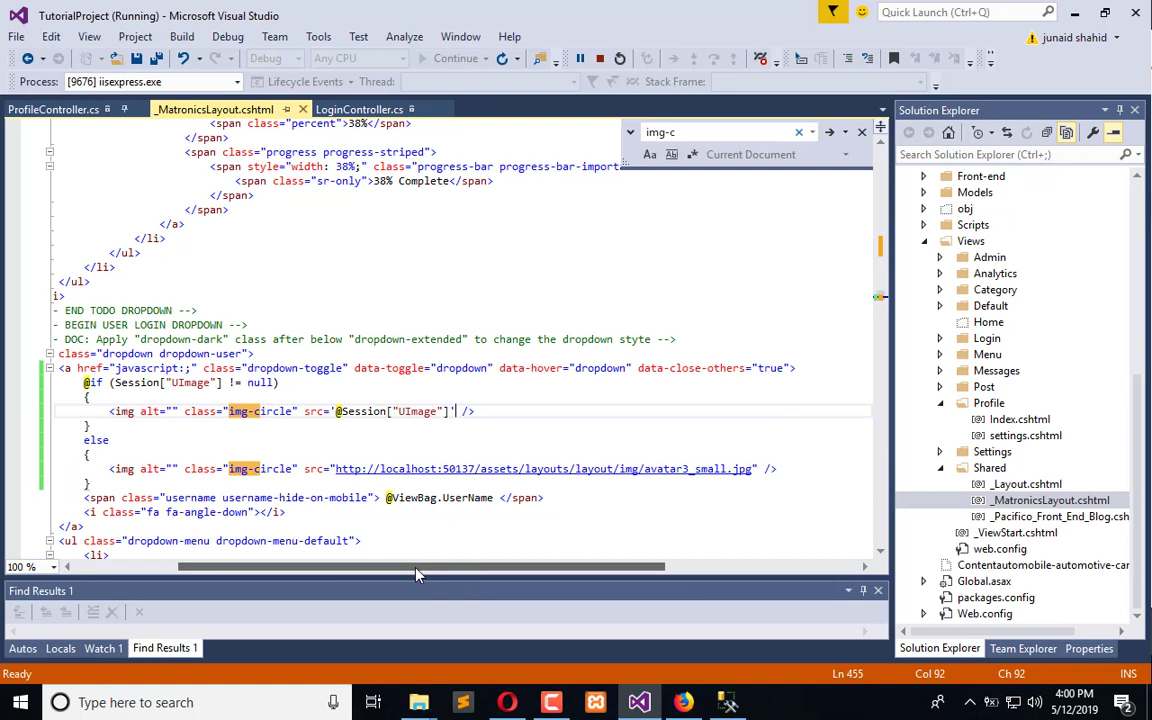 TutorialProject (Running) - Microsoft Visual Studio
Quick Launch (Ctrl+Q)
File Edit View Project Build Debug Team Tools Test Analyze Window Help
junaid shahid
Debug Any CPU Continue
Process: [9676] iisexpress.exe Lifecycle Events Thread: Stack Frame:
ProfileController.cs _MatronicsLayout.cshtml LoginController.cs
Solution Explorer
img-c
Current Document
Search Solution Explorer (Ctrl+;)
<span class="percent">38%</span>
</span>
<span class="progress progress-striped">
<span style="width: 38%;" class="progress-bar progress-bar-import
<span class="sr-only">38% Complete</span>
</span>
</span>
</a>
</li>
</ul>
</li>
</ul>
i>
- END TODO DROPDOWN -->
- BEGIN USER LOGIN DROPDOWN -->
- DOC: Apply "dropdown-dark" class after below "dropdown-extended" to change the dropdown styte -->
class="dropdown dropdown-user">
<a href="javascript:;" class="dropdown-toggle" data-toggle="dropdown" data-hover="dropdown" data-close-others="true">
@if (Session["UImage"] != null)
{
<img alt="" class="img-circle" src='@Session["UImage"]' />
}
else
{
<img alt="" class="img-circle" src="http://localhost:50137/assets/layouts/layout/img/avatar3_small.jpg" />
}
<span class="username username-hide-on-mobile"> @ViewBag.UserName </span>
<i class="fa fa-angle-down"></i>
</a>
<ul class="dropdown-menu dropdown-menu-default">
<li>
100 %
Front-end
Models
obj
Scripts
Views
Admin
Analytics
Category
Default
Home
Login
Menu
Messages
Post
Profile
Index.cshtml
settings.cshtml
Settings
Shared
_Layout.cshtml
_MatronicsLayout.cshtml
_Pacifico_Front_End_Blog.csh
_ViewStart.cshtml
web.config
Contentautomobile-automotive-car
Global.asax
packages.config
Web.config
Find Results 1
Autos Locals Watch 1 Find Results 1
Solution Explorer Team Explorer Properties
Ready Ln 455 Col 92 Ch 92 INS
Type here to search
4:00 PM
5/12/2019
2